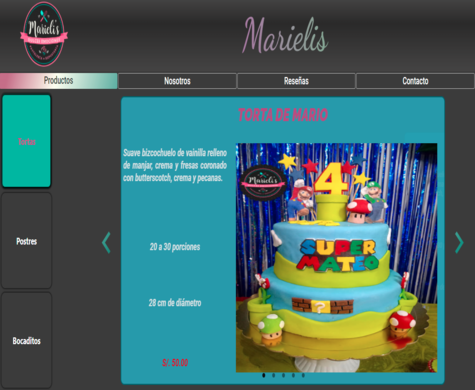 Marielis
Marielis
Productos
Nosotros
Reseñas
Contacto
Tortas
Postres
Bocaditos
TORTA DE MARIO
Suave bizcochuelo de vainilla relleno
de manjar, crema y fresas coronado
con butterscotch, crema y pecanas.
20 a 30 porciones
28 cm de diámetro
S/. 50.00
Marielis
4
SUPER
MATEO
?